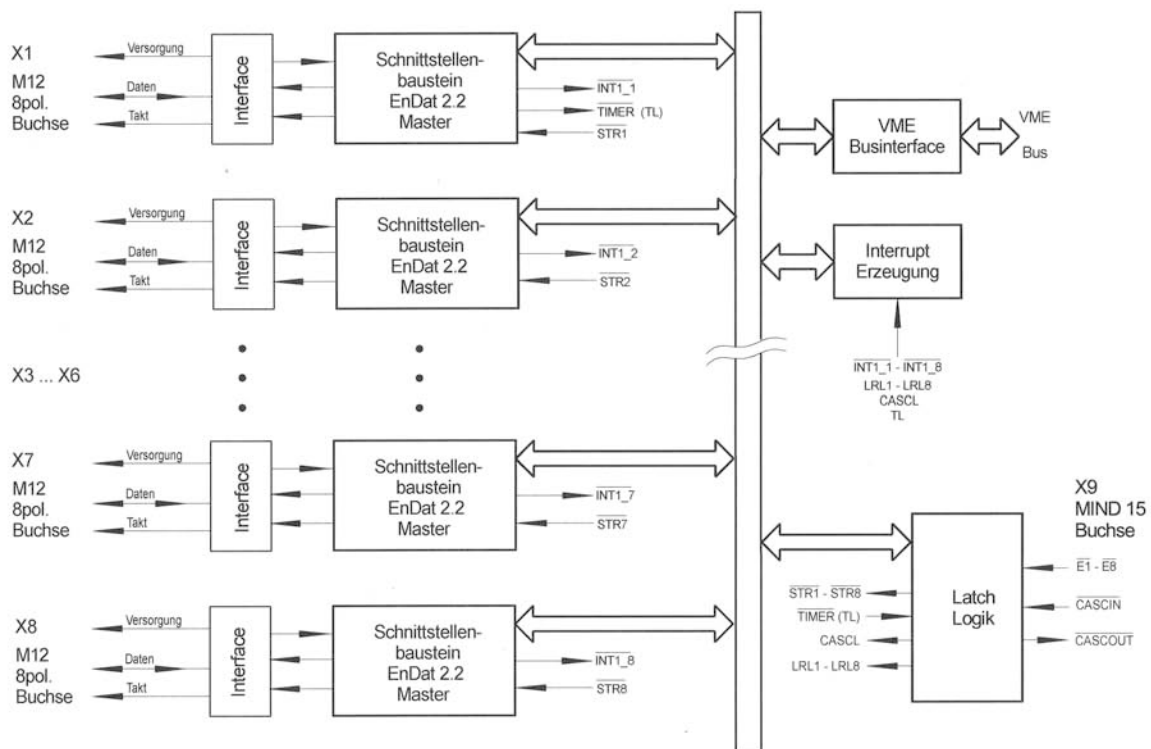 X1
M12
8pol.
Buchse
Versorgung
Daten
Takt
Interface
Schnittstellen-
baustein
EnDat 2.2
Master
INT1_1
TIMER (TL)
STR1
X2
M12
8pol.
Buchse
Versorgung
Daten
Takt
Interface
Schnittstellen-
baustein
EnDat 2.2
Master
INT1_2
STR2
X3 ... X6
X7
M12
8pol.
Buchse
Versorgung
Daten
Takt
Interface
Schnittstellen-
baustein
EnDat 2.2
Master
INT1_7
STR7
X8
M12
8pol.
Buchse
Versorgung
Daten
Takt
Interface
Schnittstellen-
baustein
EnDat 2.2
Master
INT1_8
STR8
VME
Businterface
VME
Bus
Interrupt
Erzeugung
INT1_1 - INT1_8
LRL1 - LRL8
CASCL
TL
X9
MIND 15
Buchse
Latch
Logik
STR1 - STR8
TIMER (TL)
CASCL
LRL1 - LRL8
E1 - E8
CASCIN
CASCOUT